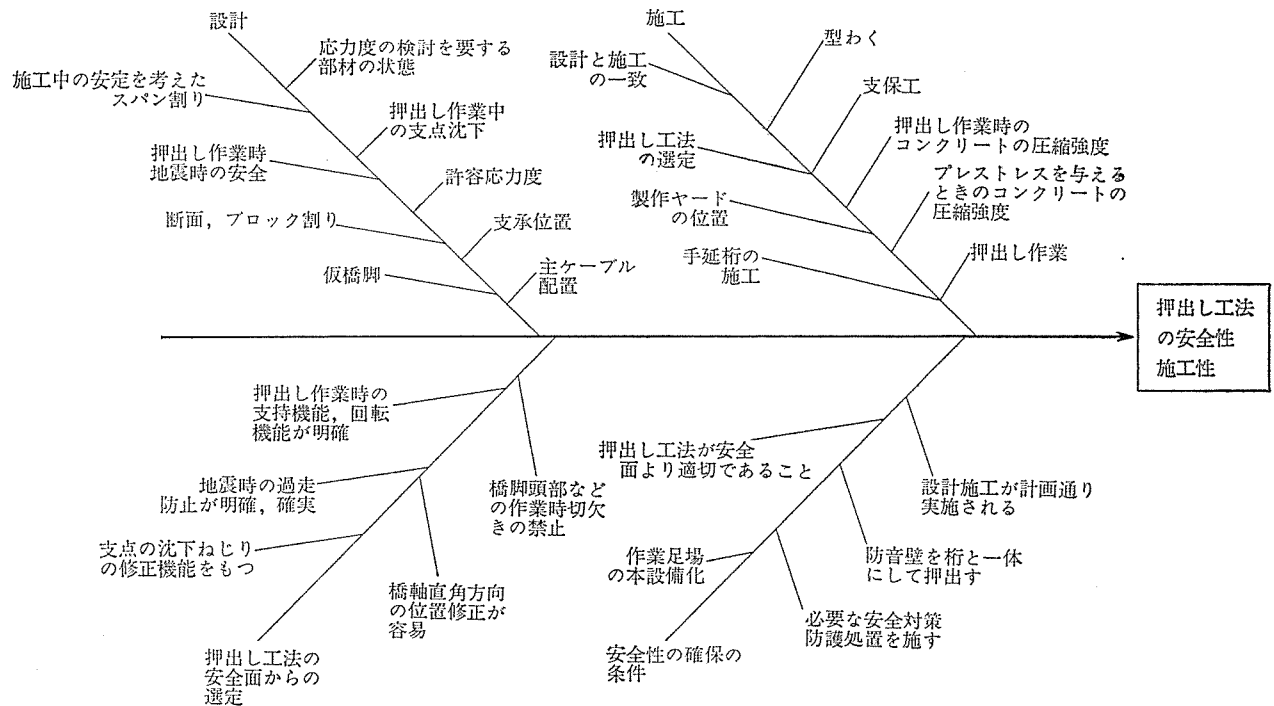 設計
応力度の検討を要する
部材の状態
施工中の安定を考えた
スパン割り
押出し作業中
の支点沈下
押出し作業時
地震時の安全
許容応力度
断面,ブロック割り
支承位置
仮橋脚
主ケーブル
配置
施工
型わく
設計と施工
の一致
支保工
押出し作業時の
コンクリートの圧縮強度
押出し工法
の選定
プレストレスを与える
ときのコンクリートの
圧縮強度
製作ヤード
の位置
手延桁の
施工
押出し作業
押出し工法
の安全性
施工性
押出し作業時の
支持機能,回転
機能が明確
地震時の過走
防止が明確,確実
橋脚頭部など
の作業時切欠
きの禁止
支点の沈下ねじり
の修正機能をもつ
橋軸直角方向
の位置修正が
容易
押出し工法の
安全面からの
選定
押出し工法が安全
面より適切であること
設計施工が計画通り
実施される
作業足場
の本設備化
防音壁を桁と一体
にして押出す
必要な安全対策
防護処置を施す
安全性の確保の
条件